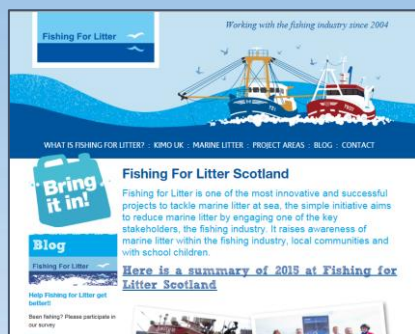 Fishing For Litter
Working with the fishing industry since 2004
WHAT IS FISHING FOR LITTER? : KIMO UK : MARINE LITTER : PROJECT AREAS : BLOG : CONTACT
Bring
it in!
Fishing For Litter Scotland
Fishing for Litter is one of the most innovative and successful
projects to tackle marine litter at sea, the simple initiative aims
to reduce marine litter by engaging one of the key
stakeholders, the fishing industry. It raises awareness of
marine litter within the fishing industry, local communities and
with school children.
Here is a summary of 2015 at Fishing for
Litter Scotland
Blog
Fishing For Litter
Help Fishing for Litter get
better!!
Been fishing? Please participate in
our survey